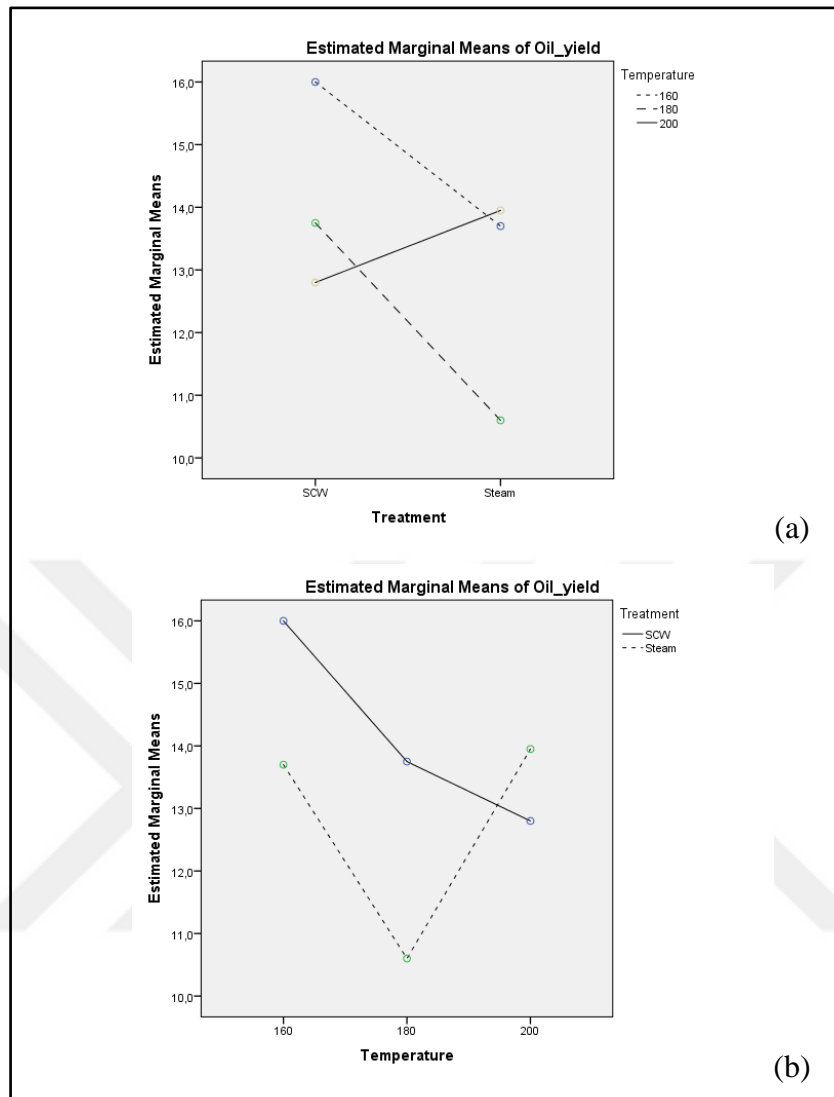 Estimated Marginal Means of Oil_yield
Temperature
160
180
200
16,0
15,0
14,0
13,0
12,0
11,0
10,0
Estimated Marginal Means
SCW Steam
Treatment
(a)
Estimated Marginal Means of Oil_yield
Treatment
SCW
Steam
16,0
15,0
14,0
13,0
12,0
11,0
10,0
Estimated Marginal Means
160 180 200
Temperature
(b)